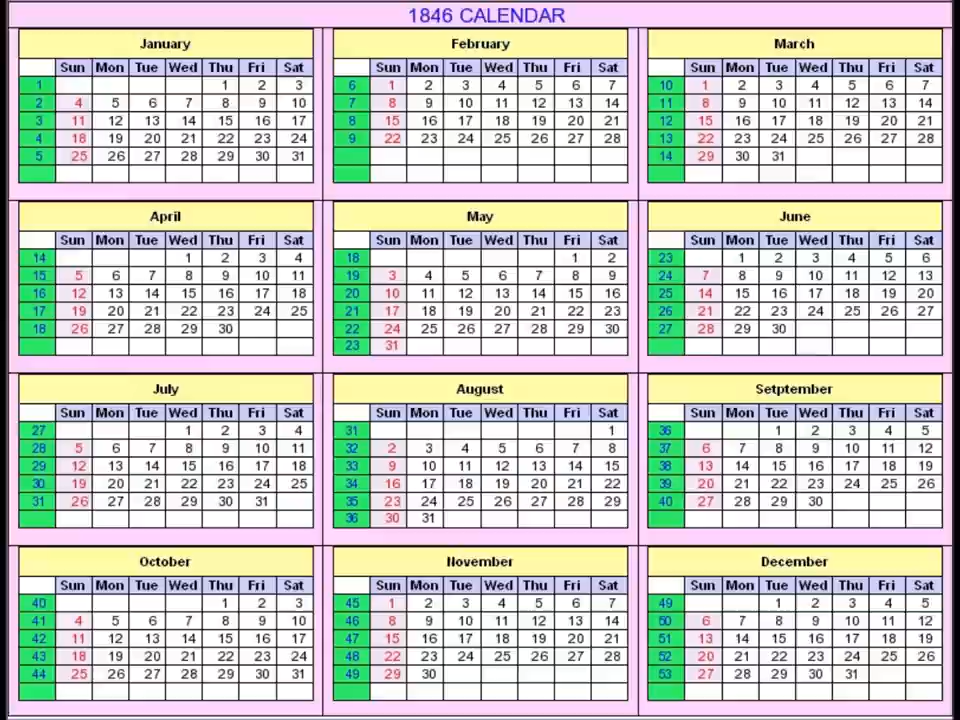 1846 CALENDAR
January
Sun Mon Tue Wed Thu Fri Sat
1 1 2 3
2 4 5 6 7 8 9 10
3 11 12 13 14 15 16 17
4 18 19 20 21 22 23 24
5 25 26 27 28 29 30 31
February
Sun Mon Tue Wed Thu Fri Sat
6 1 2 3 4 5 6 7
7 8 9 10 11 12 13 14
8 15 16 17 18 19 20 21
9 22 23 24 25 26 27 28
March
Sun Mon Tue Wed Thu Fri Sat
10 1 2 3 4 5 6 7
11 8 9 10 11 12 13 14
12 15 16 17 18 19 20 21
13 22 23 24 25 26 27 28
14 29 30 31
April
Sun Mon Tue Wed Thu Fri Sat
14 1 2 3 4
15 5 6 7 8 9 10 11
16 12 13 14 15 16 17 18
17 19 20 21 22 23 24 25
18 26 27 28 29 30
May
Sun Mon Tue Wed Thu Fri Sat
18 1 2
19 3 4 5 6 7 8 9
20 10 11 12 13 14 15 16
21 17 18 19 20 21 22 23
22 24 25 26 27 28 29 30
23 31
June
Sun Mon Tue Wed Thu Fri Sat
23 1 2 3 4 5 6
24 7 8 9 10 11 12 13
25 14 15 16 17 18 19 20
26 21 22 23 24 25 26 27
27 28 29 30
July
Sun Mon Tue Wed Thu Fri Sat
27 1 2 3 4
28 5 6 7 8 9 10 11
29 12 13 14 15 16 17 18
30 19 20 21 22 23 24 25
31 26 27 28 29 30 31
August
Sun Mon Tue Wed Thu Fri Sat
31 1
32 2 3 4 5 6 7 8
33 9 10 11 12 13 14 15
34 16 17 18 19 20 21 22
35 23 24 25 26 27 28 29
36 30 31
Setptember
Sun Mon Tue Wed Thu Fri Sat
36 1 2 3 4 5
37 6 7 8 9 10 11 12
38 13 14 15 16 17 18 19
39 20 21 22 23 24 25 26
40 27 28 29 30
October
Sun Mon Tue Wed Thu Fri Sat
40 1 2 3
41 4 5 6 7 8 9 10
42 11 12 13 14 15 16 17
43 18 19 20 21 22 23 24
44 25 26 27 28 29 30 31
November
Sun Mon Tue Wed Thu Fri Sat
45 1 2 3 4 5 6 7
46 8 9 10 11 12 13 14
47 15 16 17 18 19 20 21
48 22 23 24 25 26 27 28
49 29 30
December
Sun Mon Tue Wed Thu Fri Sat
49 1 2 3 4 5
50 6 7 8 9 10 11 12
51 13 14 15 16 17 18 19
52 20 21 22 23 24 25 26
53 27 28 29 30 31